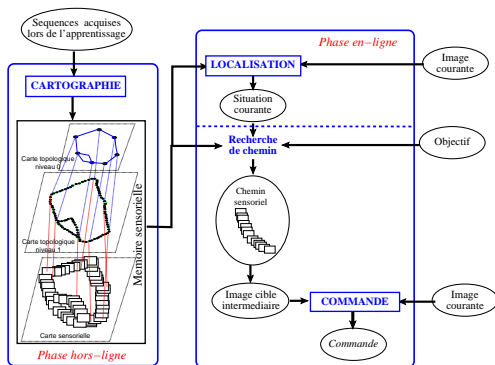 Sequences acquises
lors de l'apprentissage
CARTOGRAPHIE
Carte topologique
niveau 0
Carte topologique
niveau 1
Carte sensorielle
Mémoire sensorielle
Phase hors−ligne
Phase en−ligne
LOCALISATION
Image
courante
Situation
courante
Recherche
de chemin
Objectif
Chemin
sensoriel
Image cible
intermediaire
COMMANDE
Image
courante
Commande